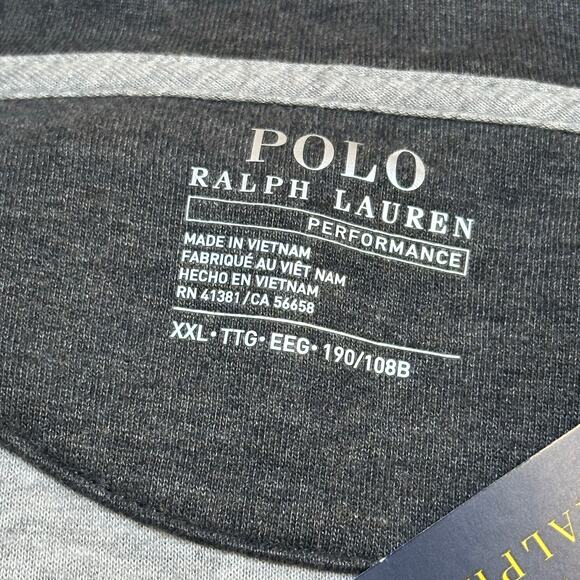 POLO
RALPH LAUREN
PERFORMANCE
MADE IN VIETNAM
FABRIQUÉ AU VIÊT NAM
HECHO EN VIETNAM
RN 41381/CA 56658
XXL•TTG•EEG•190/108B
RALPH